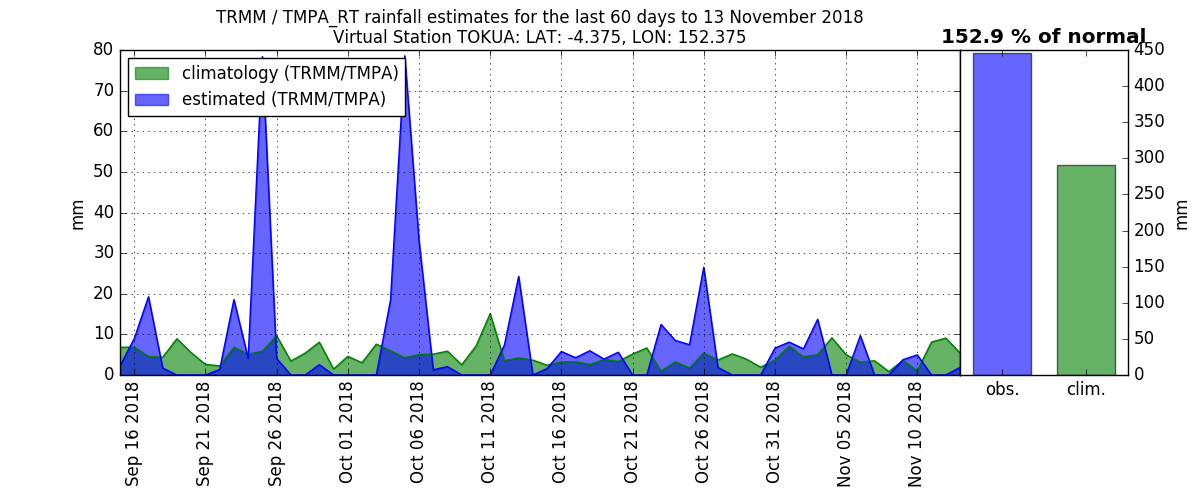 TRMM / TMPA_RT rainfall estimates for the last 60 days to 13 November 2018
Virtual Station TOKUA: LAT: -4.375, LON: 152.375
152.9 % of normal
climatology (TRMM/TMPA)
estimated (TRMM/TMPA)
mm
80
70
60
50
40
30
20
10
0
Sep 16 2018
Sep 21 2018
Sep 26 2018
Oct 01 2018
Oct 06 2018
Oct 11 2018
Oct 16 2018
Oct 21 2018
Oct 26 2018
Oct 31 2018
Nov 05 2018
Nov 10 2018
obs.
clim.
450
400
350
300
250
200
150
100
50
0
mm